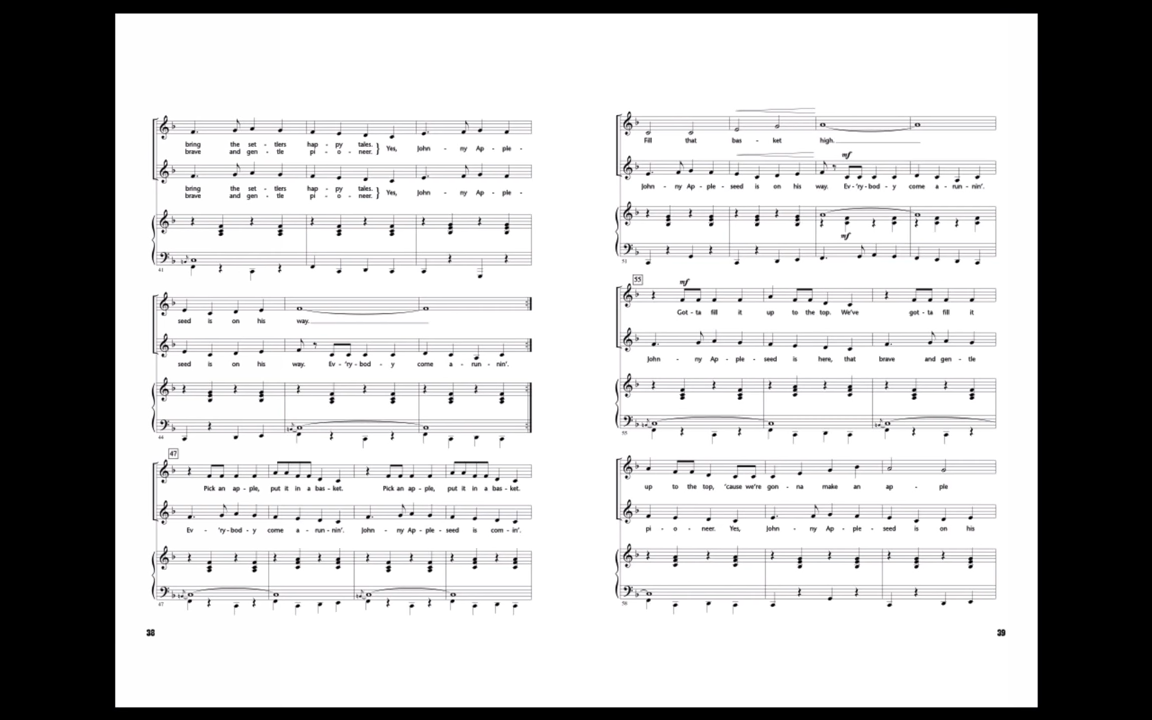 bring the set - tlers hap - py tales. } Yes, John - ny Ap - ple -
brave and gen - tle pi - o - neer.
bring the set - tlers hap - py tales. } Yes, John - ny Ap - ple -
brave and gen - tle pi - o - neer.
41
seed is on his way.
seed is on his way. Ev - 'ry - bod - y come a - run - nin'.
44
47
Pick an ap - ple, put it in a bas - ket. Pick an ap - ple, put it in a bas - ket.
Ev - 'ry - bod - y come a - run - nin'. John - ny Ap - ple - seed is com - in'.
47
38
Fill that bas - ket high.
mf
John - ny Ap - ple - seed is on his way. Ev - 'ry - bod - y come a - run - nin'.
mf
51
55
mf
Got - ta fill it up to the top. We've got - ta fill it
John - ny Ap - ple - seed is here, that brave and gen - tle
55
up to the top, 'cause we're gon - na make an ap - ple
pi - o - neer. Yes, John - ny Ap - ple - seed is on his
58
39